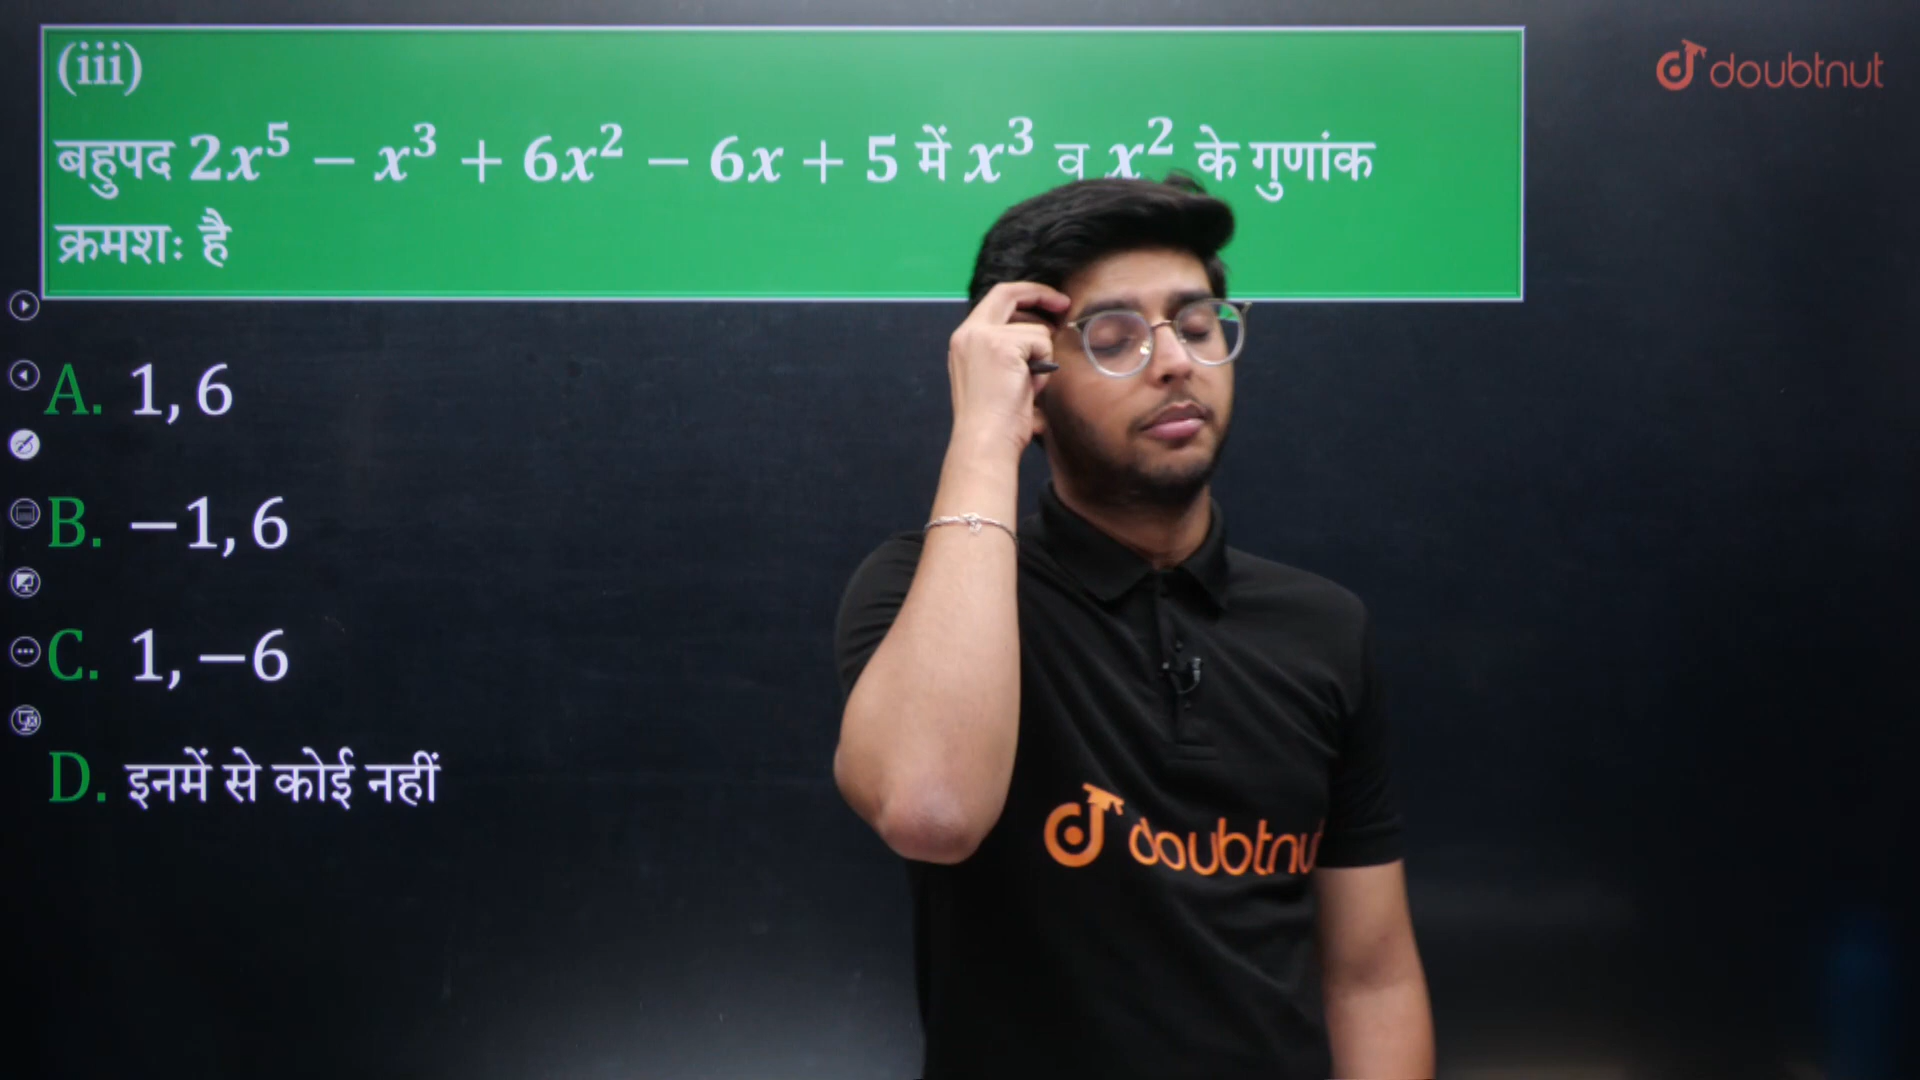 (iii)
doubtnut
बहुपद 2x⁵ − x³ + 6x² − 6x + 5 में x³ व x² के गुणांक
क्रमशः है
A. 1, 6
B. −1, 6
C. 1, −6
D. इनमें से कोई नहीं
doubtnut